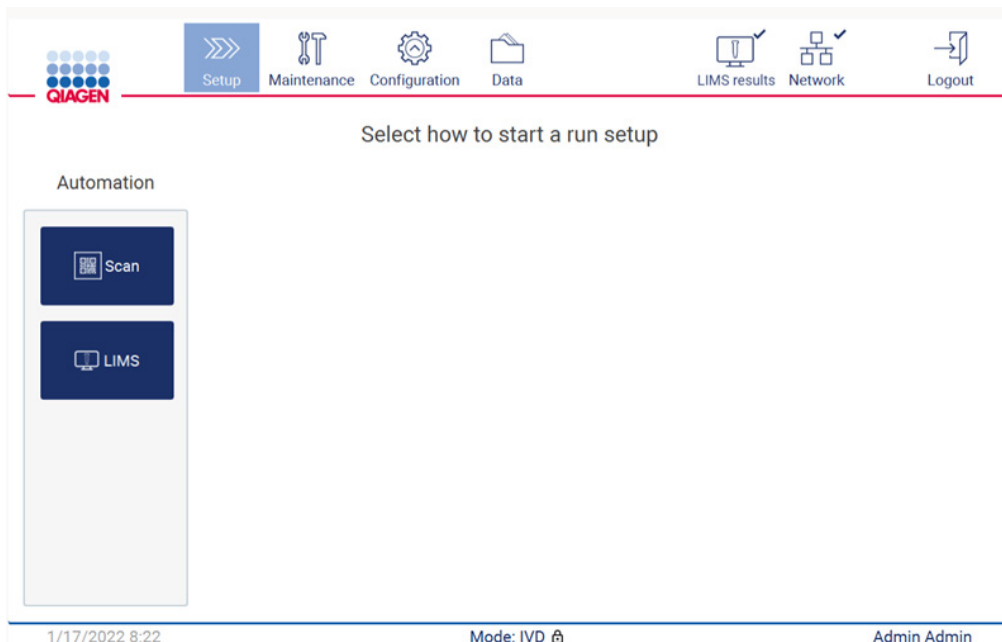 QIAGEN
Setup Maintenance Configuration Data LIMS results Network Logout
Select how to start a run setup
Automation
Scan
LIMS
1/17/2022 8:22 Mode: IVD Admin Admin